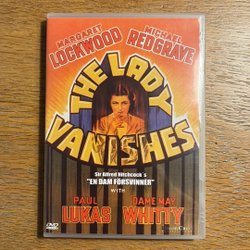 MARGARET MICHAEL
LOCKWOOD REDGRAVE
THE LADY
VANISHES
Sir Alfred Hitchcock´s
"EN DAM FÖRSVINNER"
WITH
PAUL DAME MAY
LUKAS WHITTY
DVD